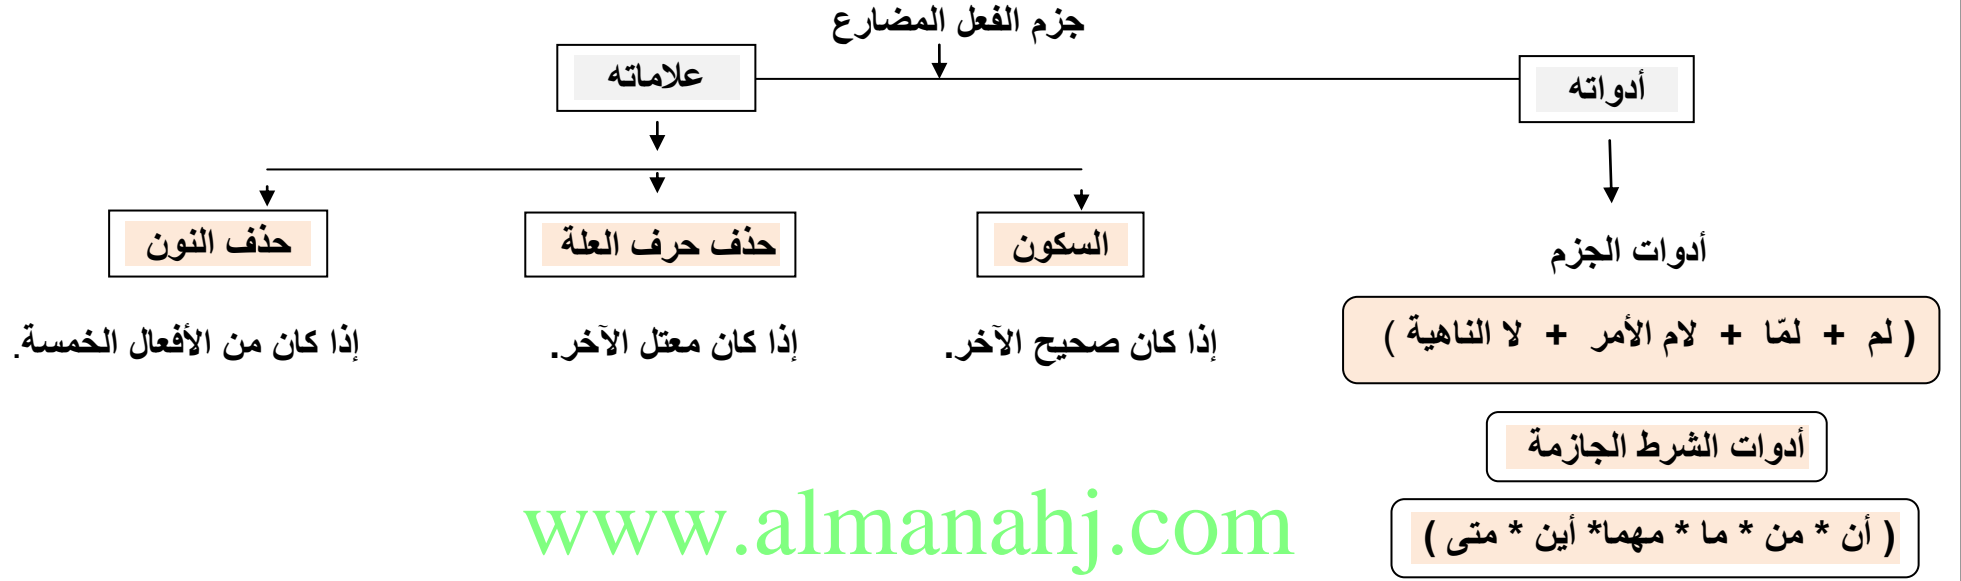 جزم الفعل المضارع
أدواته
علاماته
أدوات الجزم
( لم + لمّا + لام الأمر + لا الناهية )
أدوات الشرط الجازمة
( أن * من * ما * مهما* أين * متى )
السكون
إذا كان صحيح الآخر.
حذف حرف العلة
إذا كان معتل الآخر.
حذف النون
إذا كان من الأفعال الخمسة.
www.almanahj.com